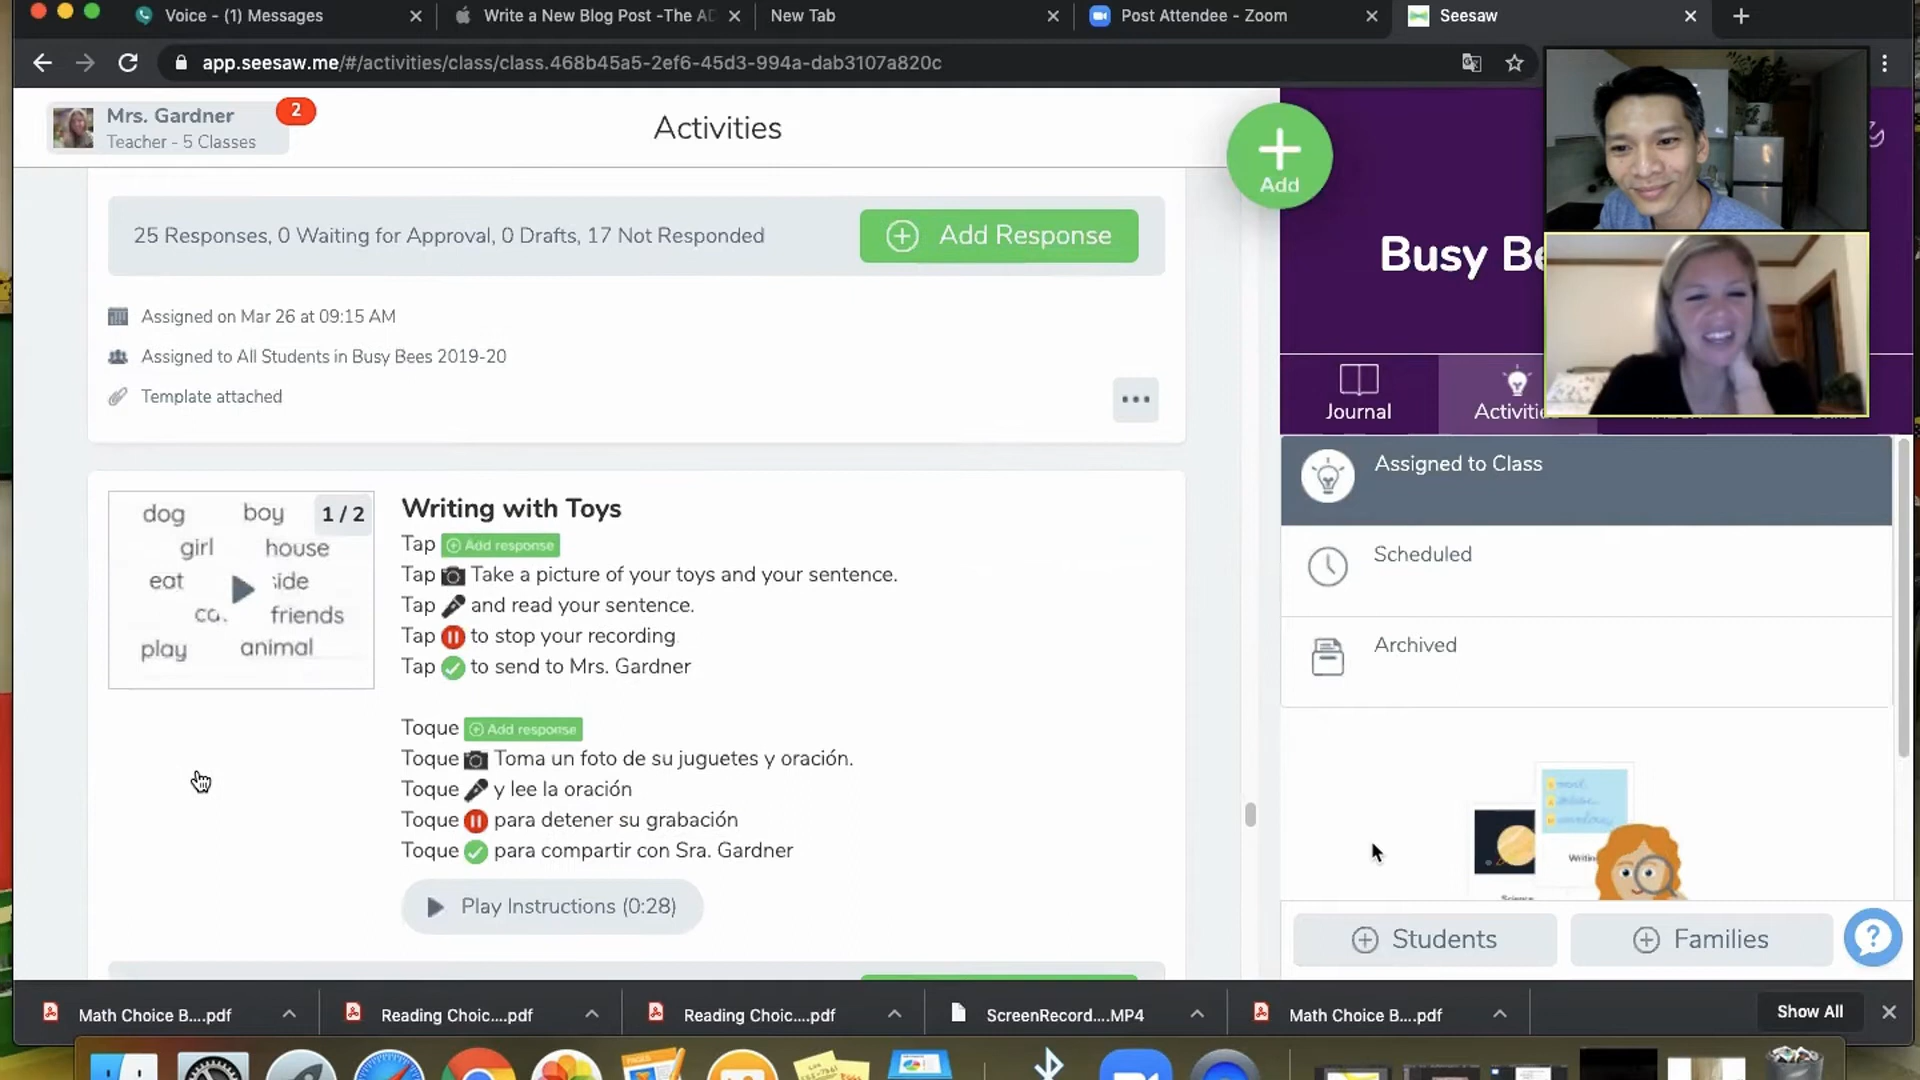 Voice - (1) Messages
Write a New Blog Post -The AD
New Tab
Post Attendee - Zoom
Seesaw
app.seesaw.me/#/activities/class/class.468b45a5-2ef6-45d3-994a-dab3107a820c
Mrs. Gardner
2
Teacher - 5 Classes
Activities
Add
25 Responses, 0 Waiting for Approval, 0 Drafts, 17 Not Responded
Add Response
Assigned on Mar 26 at 09:15 AM
Assigned to All Students in Busy Bees 2019-20
Template attached
Busy Be
Journal
Activiti
Assigned to Class
Scheduled
Archived
dog boy 1 / 2
girl house
eat side
ca friends
play animal
Writing with Toys
Tap Add response
Tap Take a picture of your toys and your sentence.
Tap and read your sentence.
Tap to stop your recording
Tap to send to Mrs. Gardner
Toque Add response
Toque Toma un foto de su juguetes y oración.
Toque y lee la oración
Toque para detener su grabación
Toque para compartir con Sra. Gardner
Play Instructions (0:28)
Science
Students
Families
?
Math Choice B....pdf
Reading Choic....pdf
Reading Choic....pdf
ScreenRecord....MP4
Math Choice B....pdf
Show All
PAGES